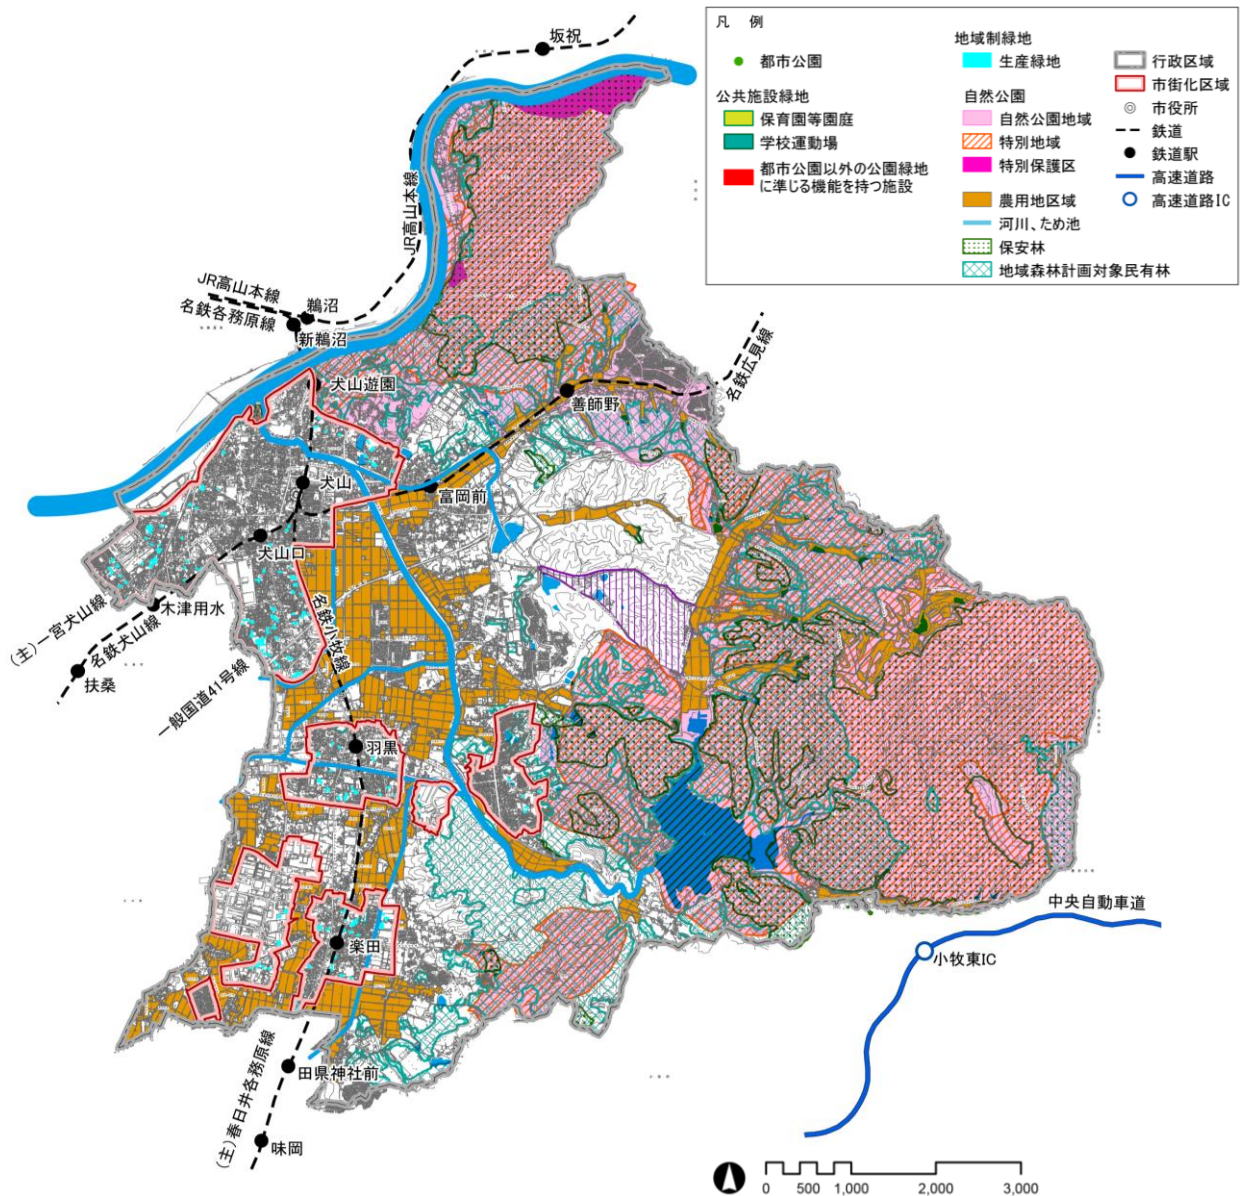 凡 例
都市公園
公共施設緑地
保育園等園庭
学校運動場
都市公園以外の公園緑地
に準じる機能を持つ施設
地域制緑地
生産緑地
自然公園
自然公園地域
特別地域
特別保護区
農用地区域
河川、ため池
保安林
地域森林計画対象民有林
行政区域
市街化区域
市役所
鉄道
鉄道駅
高速道路
高速道路IC
坂祝
JR高山本線
JR高山本線
名鉄各務原線
鵜沼
新鵜沼
犬山遊園
善師野
名鉄広見線
犬山
富岡前
犬山口
木津用水
(主)一宮犬山線
名鉄犬山線
扶桑
一般国道41号線
名鉄小牧線
羽黒
楽田
中央自動車道
小牧東IC
(主)春日井各務原線
田県神社前
味岡
0 500 1,000 2,000 3,000